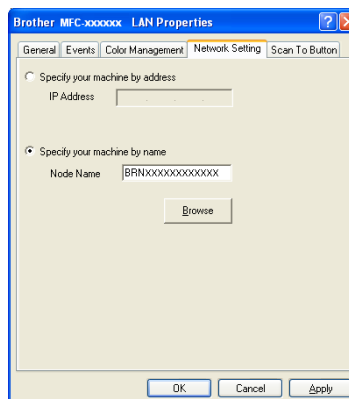 Brother MFC-xxxxxx LAN Properties
General Events Color Management Network Setting Scan To Button
Specify your machine by address
IP Address . . .
Specify your machine by name
Node Name BRNXXXXXXXXXXXX
Browse
OK Cancel Apply